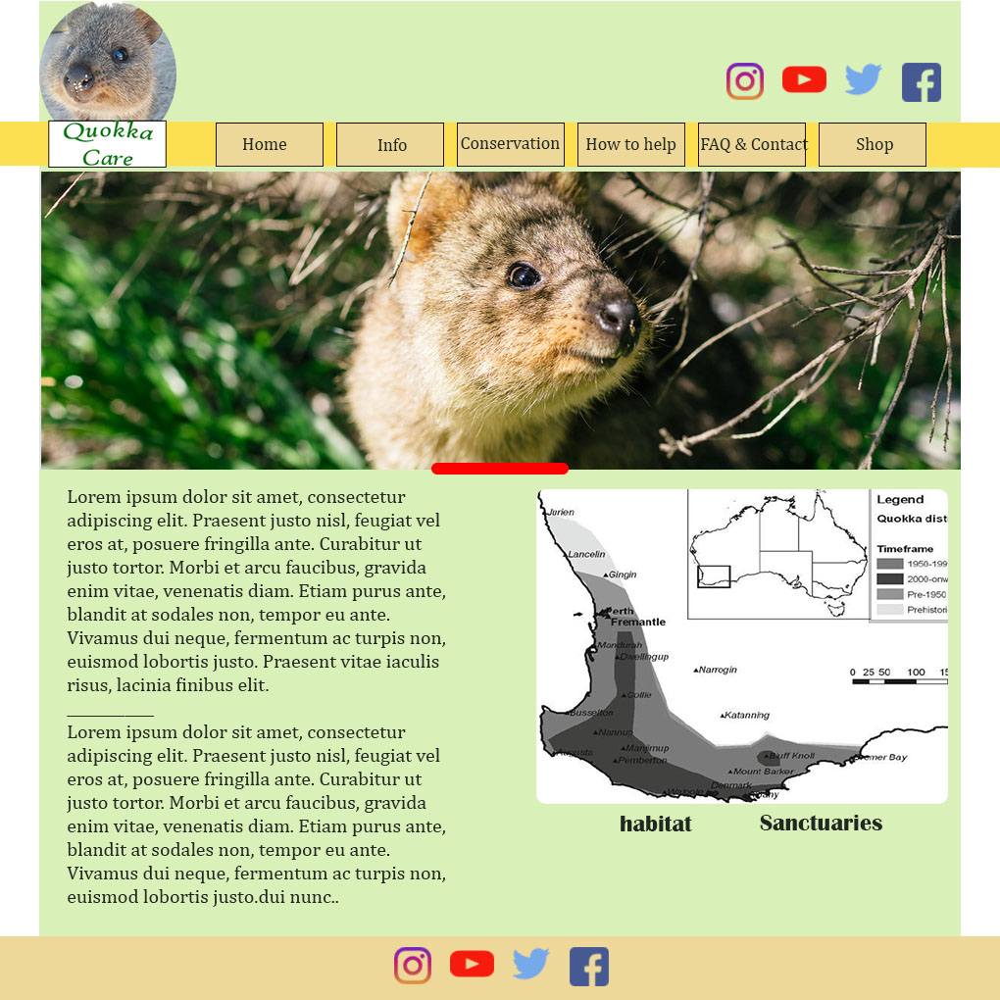 Quokka
Care
Home
Info
Conservation
How to help
FAQ & Contact
Shop
Lorem ipsum dolor sit amet, consectetur
adipiscing elit. Praesent justo nisl, feugiat vel
eros at, posuere fringilla ante. Curabitur ut
justo tortor. Morbi et arcu faucibus, gravida
enim vitae, venenatis diam. Etiam purus ante,
blandit at sodales non, tempor eu ante.
Vivamus dui neque, fermentum ac turpis non,
euismod lobortis justo. Praesent vitae iaculis
risus, lacinia finibus elit.
Lorem ipsum dolor sit amet, consectetur
adipiscing elit. Praesent justo nisl, feugiat vel
eros at, posuere fringilla ante. Curabitur ut
justo tortor. Morbi et arcu faucibus, gravida
enim vitae, venenatis diam. Etiam purus ante,
blandit at sodales non, tempor eu ante.
Vivamus dui neque, fermentum ac turpis non,
euismod lobortis justo.dui nunc..
Jurien
Lancelin
Gingin
Perth
Fremantle
Mandurah
Dwellingup
Narrogin
Collie
Busselton
Katanning
Nannup
Augusta
Manjimup
Pemberton
Bluff Knoll
Bremer Bay
Mount Barker
Denmark
Walpole
Albany
Legend
Quokka dist
Timeframe
1950-199
2000-onw
Pre-1950
Prehistori
0 25 50 100 15
habitat
Sanctuaries